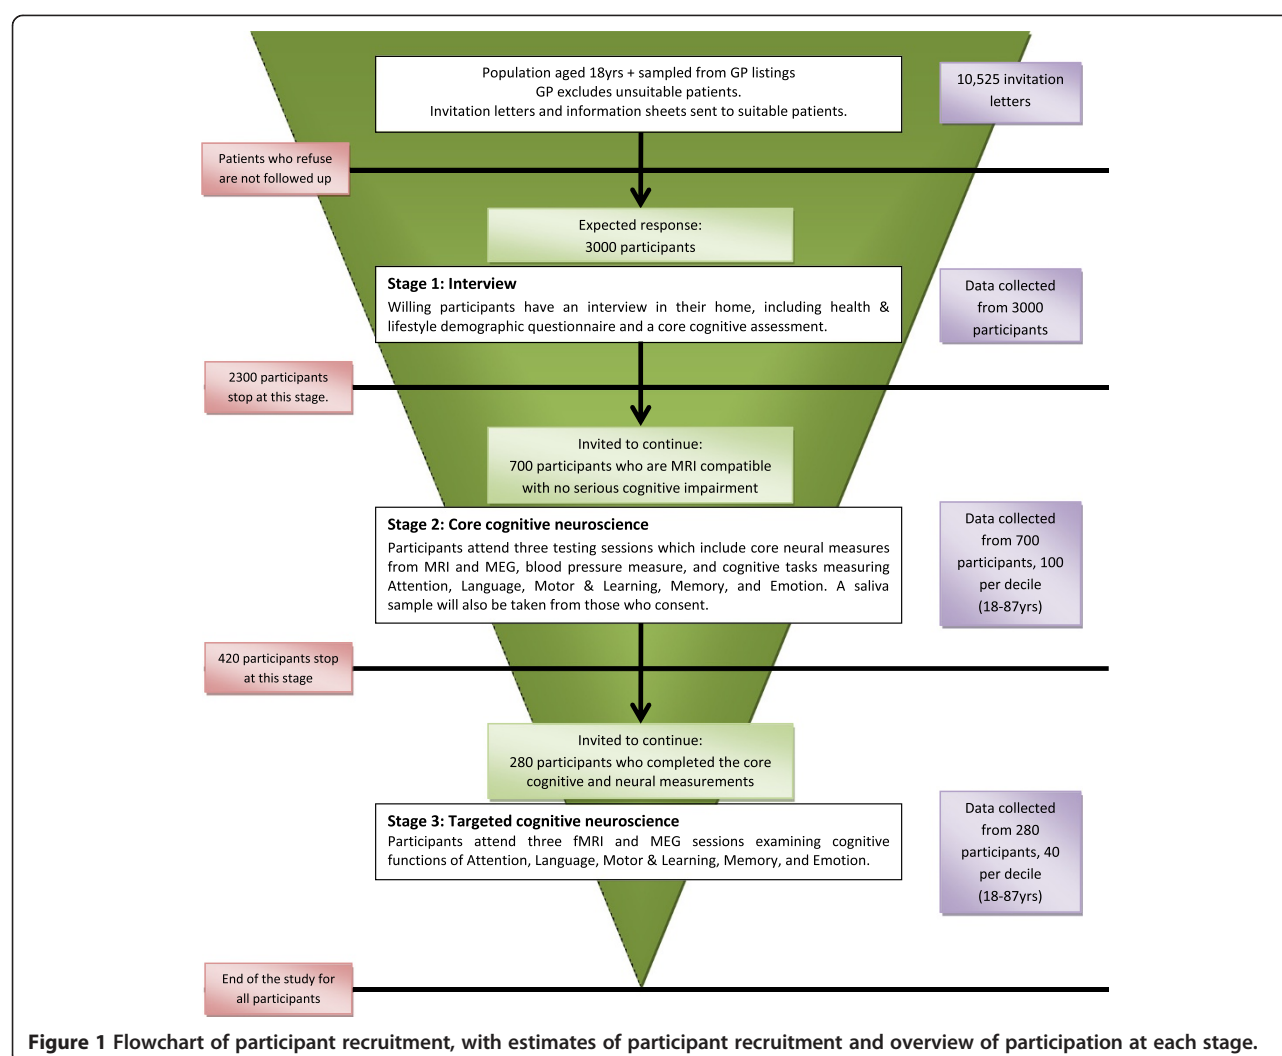 Population aged 18yrs + sampled from GP listings
GP excludes unsuitable patients.
Invitation letters and information sheets sent to suitable patients.
10,525 invitation
letters
Patients who refuse
are not followed up
Expected response:
3000 participants
Stage 1: Interview
Willing participants have an interview in their home, including health &
lifestyle demographic questionnaire and a core cognitive assessment.
Data collected
from 3000
participants
2300 participants
stop at this stage.
Invited to continue:
700 participants who are MRI compatible
with no serious cognitive impairment
Stage 2: Core cognitive neuroscience
Participants attend three testing sessions which include core neural measures
from MRI and MEG, blood pressure measure, and cognitive tasks measuring
Attention, Language, Motor & Learning, Memory, and Emotion. A saliva
sample will also be taken from those who consent.
Data collected
from 700
participants, 100
per decile
(18-87yrs)
420 participants stop
at this stage
Invited to continue:
280 participants who completed the core
cognitive and neural measurements
Stage 3: Targeted cognitive neuroscience
Participants attend three fMRI and MEG sessions examining cognitive
functions of Attention, Language, Motor & Learning, Memory, and Emotion.
Data collected
from 280
participants, 40
per decile
(18-87yrs)
End of the study for
all participants
Figure 1 Flowchart of participant recruitment, with estimates of participant recruitment and overview of participation at each stage.